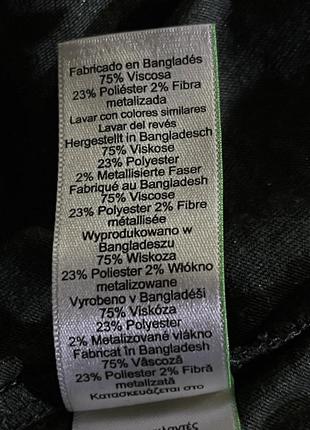 Fabricado en Bangladés
75% Viscosa
23% Poliéster 2% Fibra
metalizada
Lavar con colores similares
Lavar del revés
Hergestellt in Bangladesch
75% Viskose
23% Polyester
2% Metallisierte Faser
Fabriqué au Bangladesh
75% Viscose
23% Polyester 2% Fibre
métallisée
Wyprodukowano w
Bangladeszu
75% Wiskoza
23% Poliester 2% Włókno
metalizowane
Vyrobeno v Bangladéši
75% Viskóza
23% Polyester
2% Metalizované vlákno
Fabricat în Bangladesh
75% Vâscoză
23% Poliester 2% Fibră
metalizată
Κατασκευάζεται στο